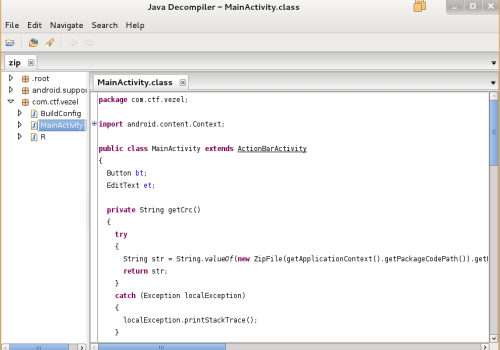 Java Decompiler – MainActivity.class
File Edit Navigate Search Help
zip
.root
android.suppor
com.ctf.vezel
BuildConfig
MainActivity
R
MainActivity.class
package com.ctf.vezel;
import android.content.Context;
public class MainActivity extends ActionBarActivity
{
Button bt;
EditText et;
private String getCrc()
{
try
{
String str = String.valueOf(new ZipFile(getApplicationContext().getPackageCodePath()).getE
return str;
}
catch (Exception localException)
{
localException.printStackTrace();
}